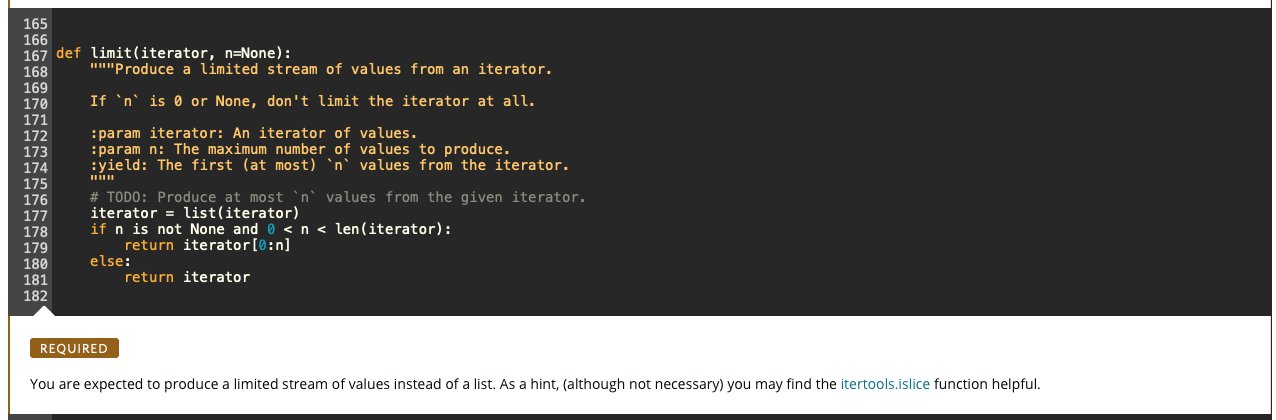 165
166
167 def limit(iterator, n=None):
168     """Produce a limited stream of values from an iterator.
169
170     If `n` is 0 or None, don't limit the iterator at all.
171
172     :param iterator: An iterator of values.
173     :param n: The maximum number of values to produce.
174     :yield: The first (at most) `n` values from the iterator.
175     """
176     # TODO: Produce at most `n` values from the given iterator.
177     iterator = list(iterator)
178     if n is not None and 0 < n < len(iterator):
179         return iterator[0:n]
180     else:
181         return iterator
182
REQUIRED
You are expected to produce a limited stream of values instead of a list. As a hint, (although not necessary) you may find the itertools.islice function helpful.